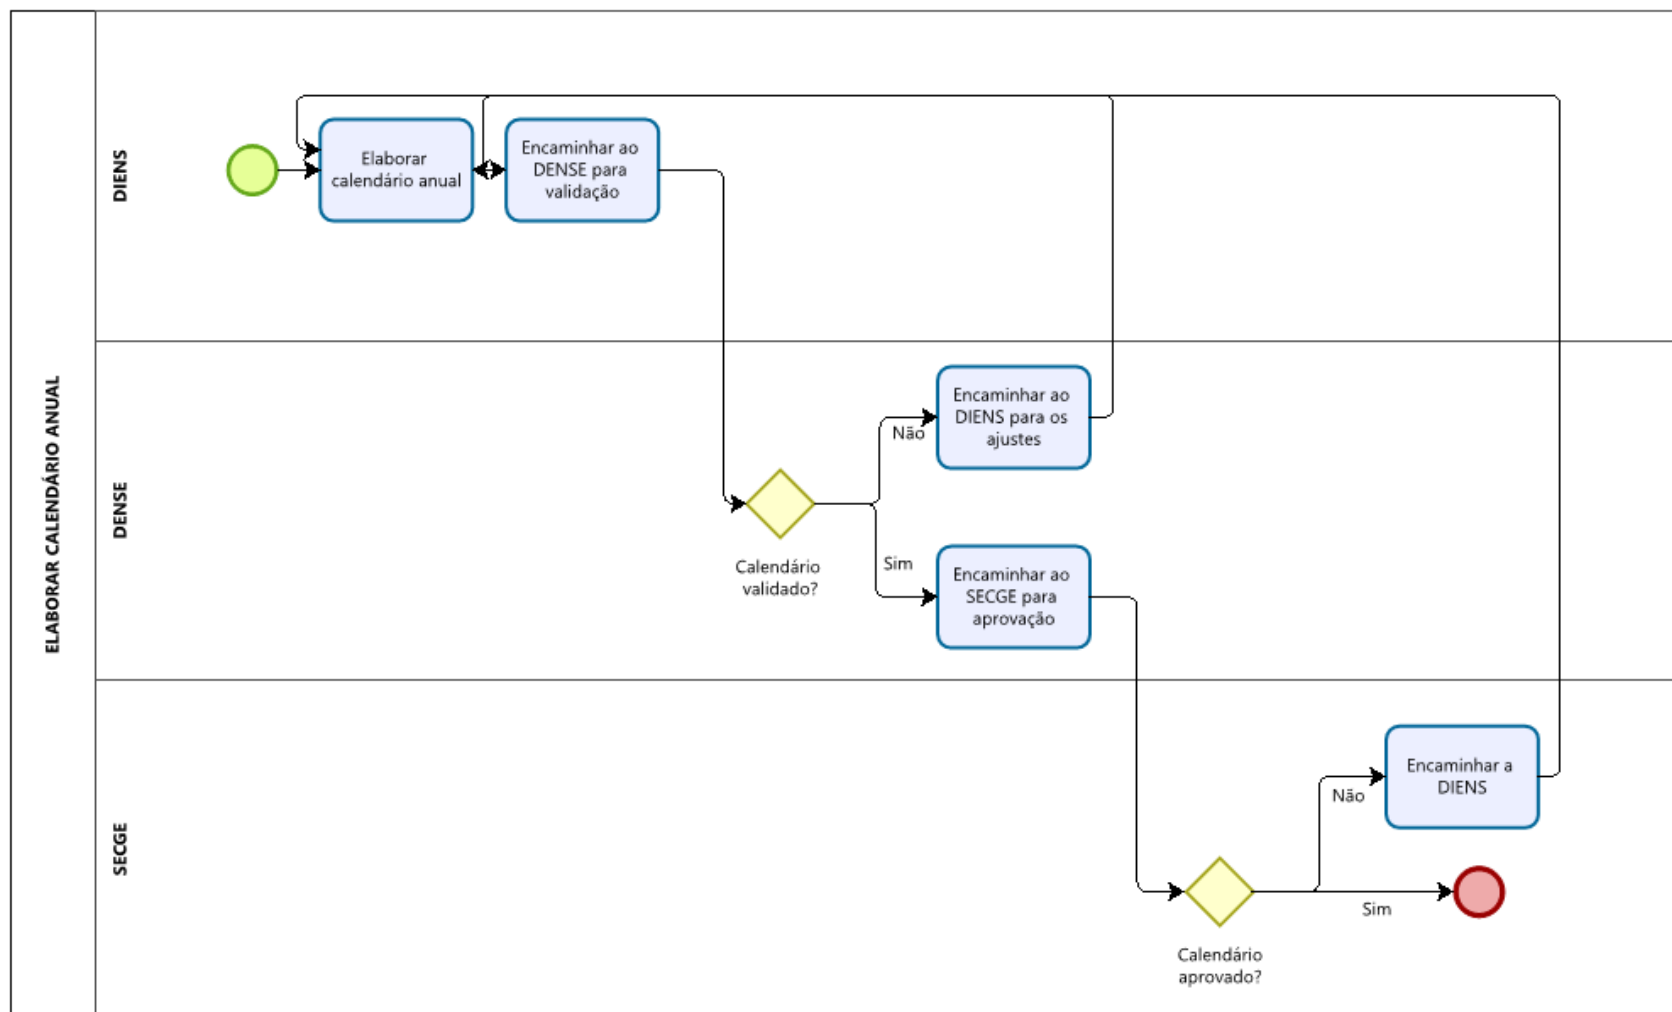 ELABORAR CALENDÁRIO ANUAL
DIENS
Elaborar
calendário anual
Encaminhar ao
DENSE para
validação
DENSE
Calendário
validado?
Não
Encaminhar ao
DIENS para os
ajustes
Sim
Encaminhar ao
SECGE para
aprovação
SECGE
Calendário
aprovado?
Não
Encaminhar a
DIENS
Sim